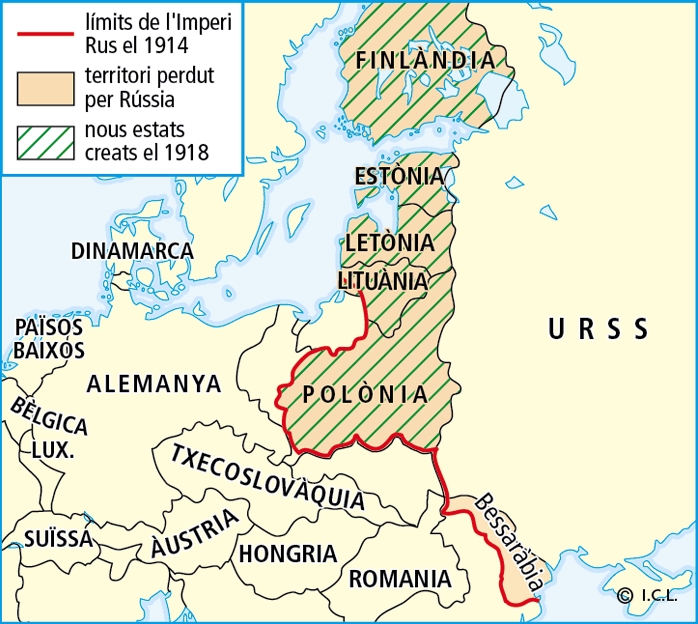 límits de l'Imperi
Rus el 1914
territori perdut
per Rússia
nous estats
creats el 1918
FINLÀNDIA
ESTÒNIA
DINAMARCA
LETÒNIA
LITUÀNIA
PAÏSOS
BAIXOS
URSS
ALEMANYA
POLÒNIA
BÈLGICA
LUX.
TXECOSLOVÀQUIA
Bessaràbia
SUÏSSA
ÀUSTRIA
HONGRIA
ROMANIA
© I.C.L.